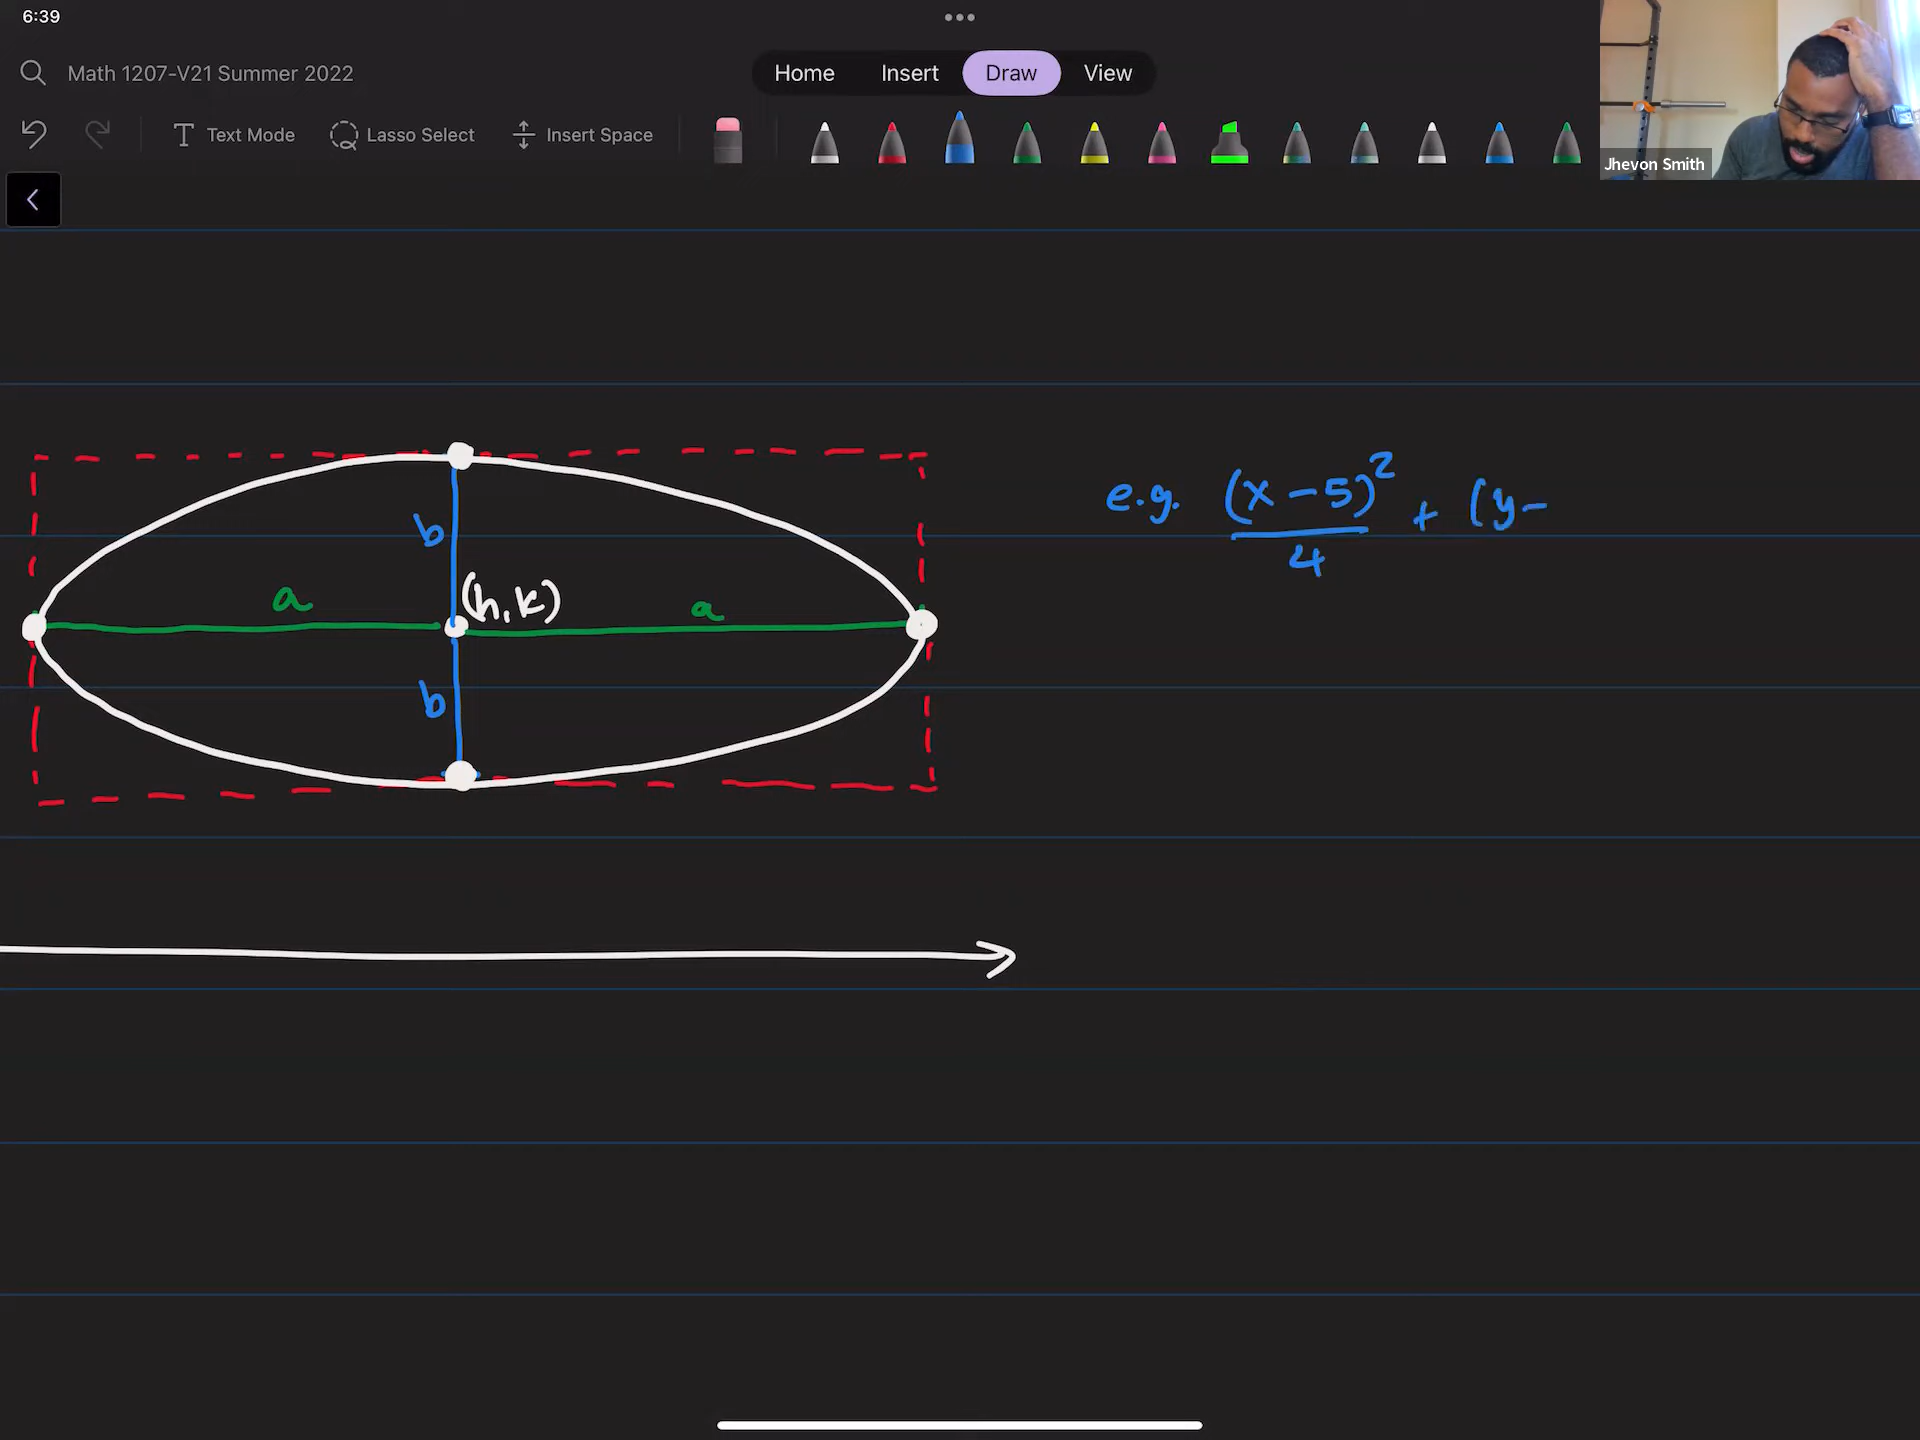 6:39
Math 1207-V21 Summer 2022
Home Insert Draw View
Text Mode Lasso Select Insert Space
Jhevon Smith
b
(h,k)
a a
b
e.g. (x-5)²/4 + (y-